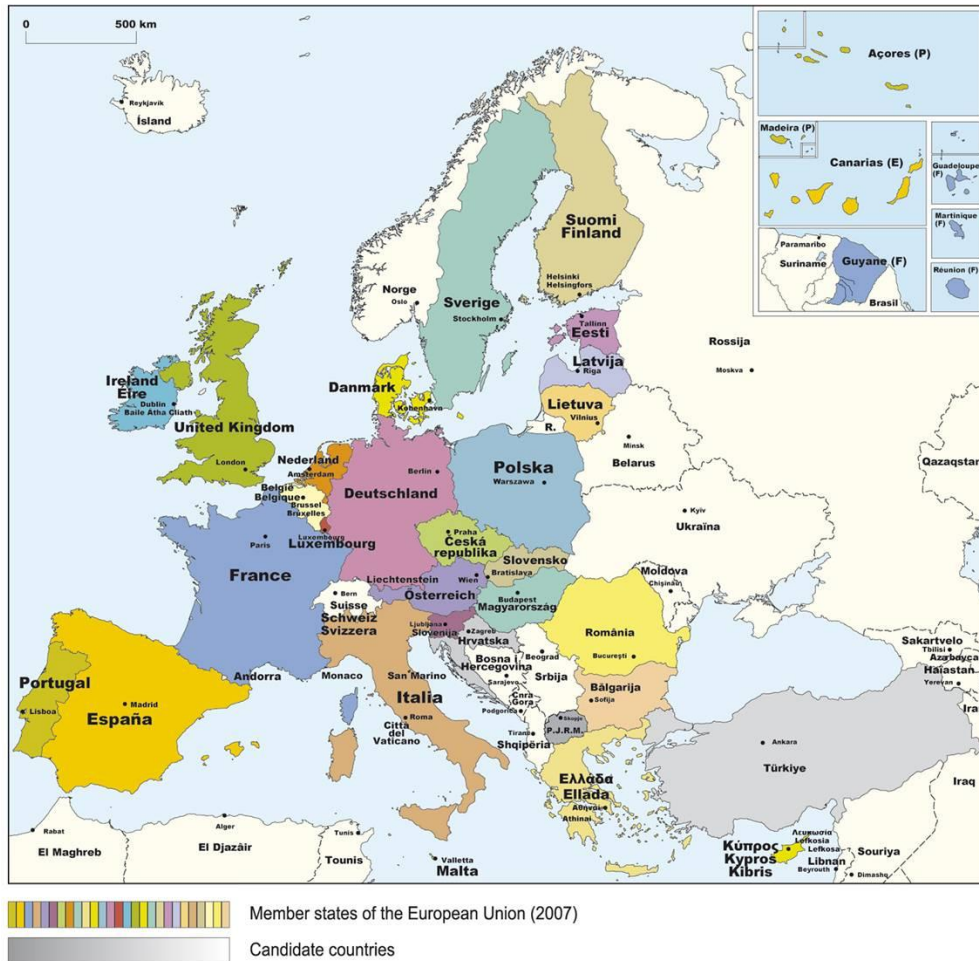 0 500 km
Reykjavik
Ísland
Açores (P)
Madeira (P)
Canarias (E)
Guadeloupe
(F)
Martinique
(F)
Paramaribo
Suriname
Guyane (F)
Réunion (F)
Brasil
Suomi
Finland
Helsinki
Helsingfors
Norge
Oslo
Sverige
Stockholm
Tallinn
Eesti
Rossija
Moskva
Latvija
Riga
Ireland
Éire
Dublin
Baile Átha Cliath
Danmark
København
Lietuva
Vilnius
R.
Minsk
Belarus
United Kingdom
London
Nederland
Amsterdam
Berlin
Deutschland
Polska
Warszawa
Qazaqstan
België
Belgique
Brussel
Bruxelles
Luxembourg
Luxembourg
Kyiv
Ukraïna
Paris
France
Praha
Česká
republika
Slovensko
Bratislava
Moldova
Chişinău
Liechtenstein
Wien
Österreich
Budapest
Magyarország
Bern
Suisse
Schweiz
Svizzera
Ljubljana
Slovenija
Zagreb
Hrvatska
România
Bucureşti
Bosna i
Hercegovina
Sarajevo
Beograd
Srbija
Sakartvelo
Tbilisi
Azərbaycan
Haïastan
Yerevan
Portugal
Lisboa
Madrid
España
Andorra
Monaco
San Marino
Italia
Roma
Città
del
Vaticano
Crna
Gora
Podgorica
Bălgarija
Sofija
Skopje
P.J.R.M.
Tiranë
Shqipëria
Ankara
Türkiye
Iran
Iraq
Ελλάδα
Ellada
Αθήναι
Athinai
Rabat
El Maghreb
Alger
El Djazâir
Tunis
Tounis
Valletta
Malta
Λευκωσία
Lefkosia
Lefkosa
Κύπρος
Kypros
Kibris
Libnan
Beyrouth
Souriya
Dimashq
Member states of the European Union (2007)
Candidate countries